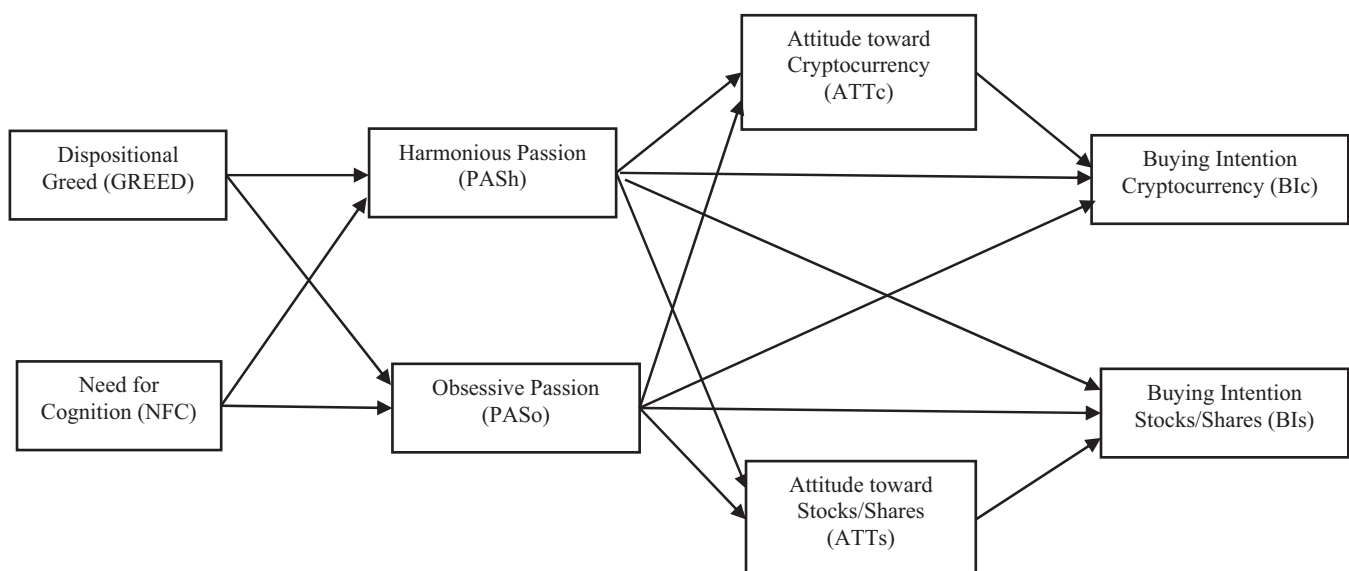 Attitude toward
Cryptocurrency
(ATTc)
Dispositional
Greed (GREED)
Harmonious Passion
(PASh)
Buying Intention
Cryptocurrency (BIc)
Need for
Cognition (NFC)
Obsessive Passion
(PASo)
Buying Intention
Stocks/Shares (BIs)
Attitude toward
Stocks/Shares
(ATTs)